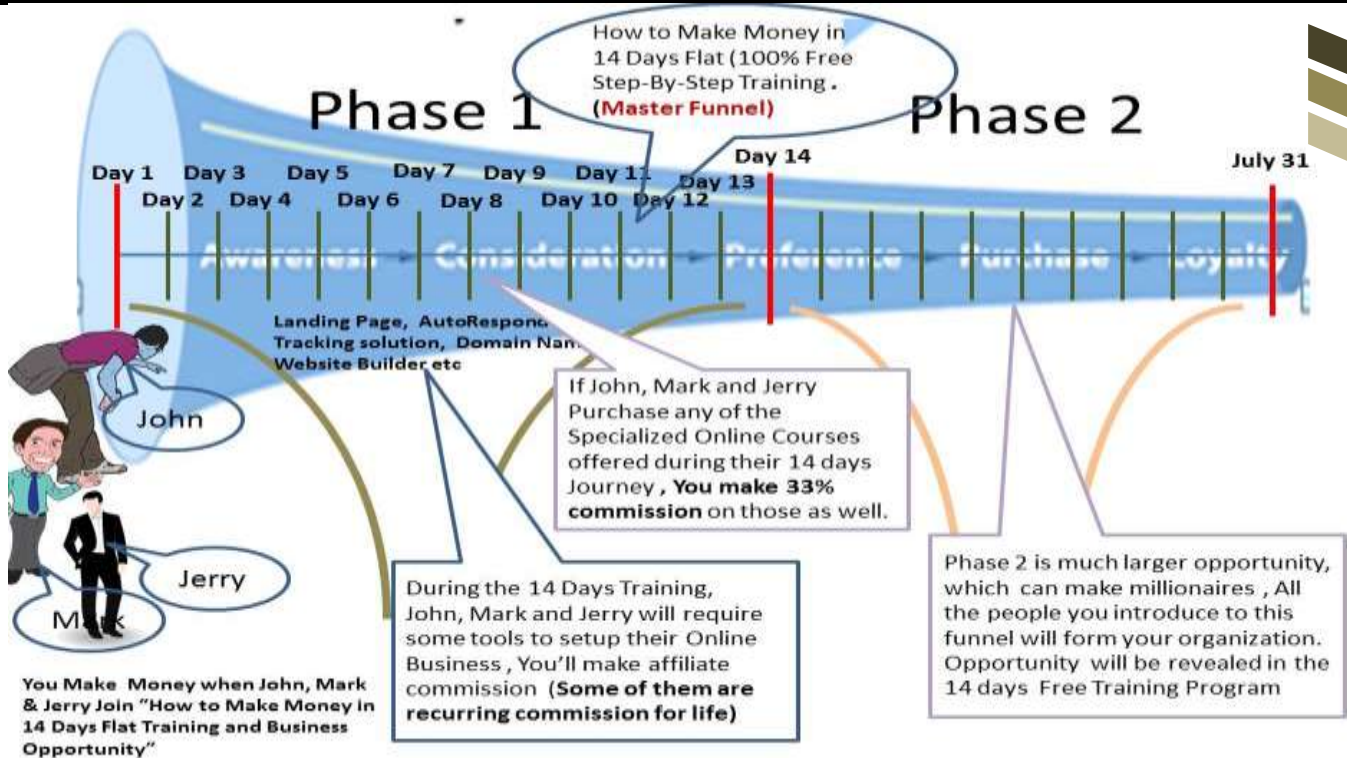 How to Make Money in
14 Days Flat (100% Free
Step-By-Step Training .
(Master Funnel)
Phase 1
Phase 2
Day 1
Day 3
Day 5
Day 7
Day 9
Day 11
Day 13
Day 14
July 31
Day 2
Day 4
Day 6
Day 8
Day 10
Day 12
Awareness
Consideration
Preference
Purchase
Loyalty
Landing Page, AutoRespond
Tracking solution, Domain Nam
Website Builder etc
John
Jerry
Mark
If John, Mark and Jerry
Purchase any of the
Specialized Online Courses
offered during their 14 days
Journey , You make 33%
commission on those as well.
During the 14 Days Training,
John, Mark and Jerry will require
some tools to setup their Online
Business , You'll make affiliate
commission (Some of them are
recurring commission for life)
Phase 2 is much larger opportunity,
which can make millionaires , All
the people you introduce to this
funnel will form your organization.
Opportunity will be revealed in the
14 days Free Training Program
You Make Money when John, Mark
& Jerry Join "How to Make Money in
14 Days Flat Training and Business
Opportunity"